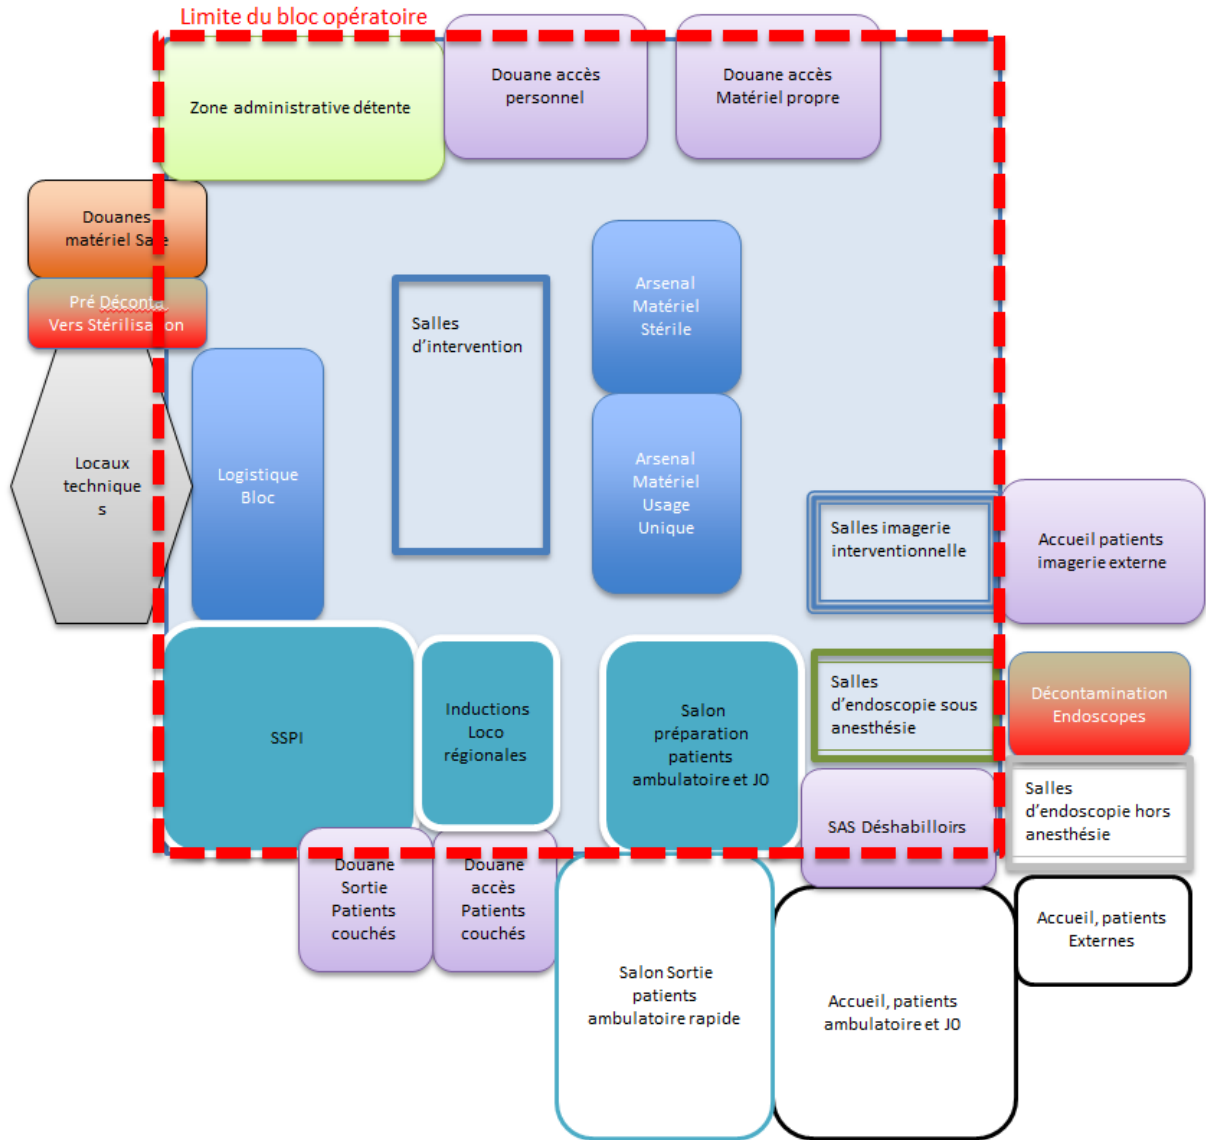 Limite du bloc opératoire
Zone administrative détente
Douane accès
personnel
Douane accès
Matériel propre
Douanes
matériel Sale
Pré Déconta
Vers Stérilisation
Locaux
technique
s
Logistique
Bloc
Salles
d’intervention
Arsenal
Matériel
Stérile
Arsenal
Matériel
Usage
Unique
Salles imagerie
interventionnelle
Accueil patients
imagerie externe
SSPI
Inductions
Loco
régionales
Salon
préparation
patients
ambulatoire et J0
Salles
d’endoscopie sous
anesthésie
Décontamination
Endoscopes
SAS Déshabilloirs
Salles
d’endoscopie hors
anesthésie
Douane
Sortie
Patients
couchés
Douane
accès
Patients
couchés
Salon Sortie
patients
ambulatoire rapide
Accueil, patients
ambulatoire et J0
Accueil, patients
Externes